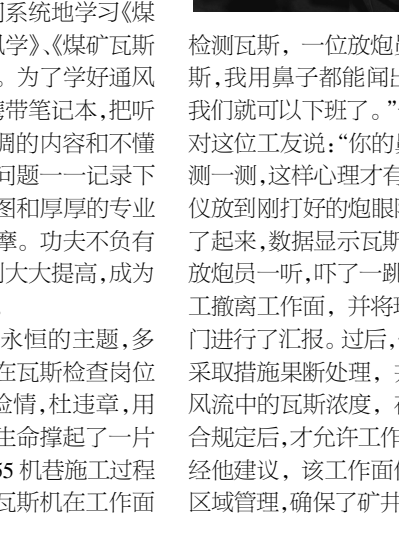 系统地学习《煤
风学》、《煤矿瓦斯
。为了学好通风
携带笔记本,把听
调的内容和不懂
问题一一记录下
图和厚厚的专业
摩。功夫不负有
大大提高,成为
永恒的主题,多
在瓦斯检查岗位
险情,杜违章,用
生命撑起了一片
55机巷施工过程
瓦斯机在工作面
检测瓦斯，一位放炮员
斯,我用鼻子都能闻出
我们就可以下班了。”
对这位工友说:“你的鼻
测一测,这样心理才有
仪放到刚打好的炮眼附
了起来,数据显示瓦斯
放炮员一听,吓了一跳
工撤离工作面，并将现
门进行了汇报。过后,
采取措施果断处理，
风流中的瓦斯浓度，在
合规定后,才允许工作
经他建议，该工作面
区域管理,确保了矿井